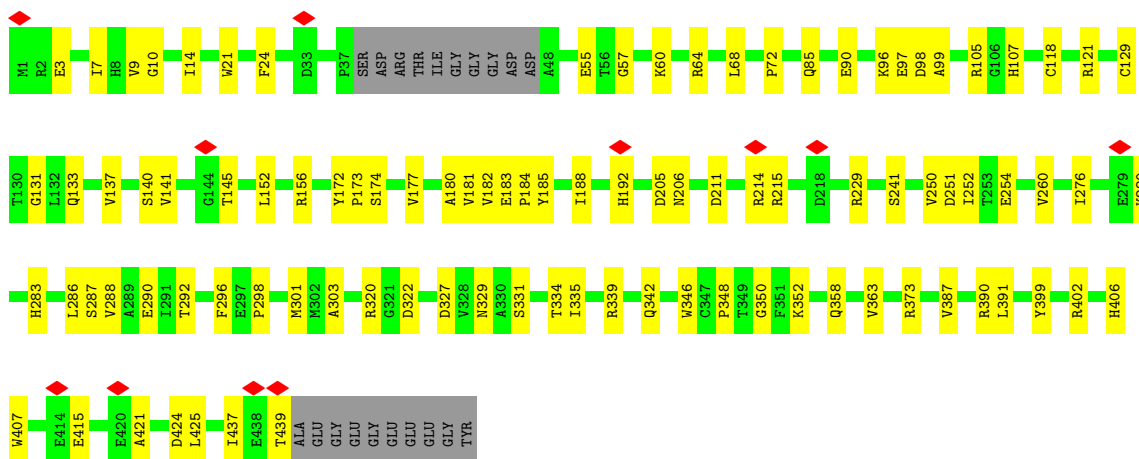 M1 R2 E3 I7 H8 V9 G10 I14 W21 F24 D33 P37 SER ASP ARG THR ILE GLY GLY GLY ASP ASP A48 E55 T56 G57 K60 R64 L68 P72 Q85 E90 K96 E97 D98 A99 R105 G106 H107 C118 R121 C129
T130 G131 L132 Q133 V137 S140 V141 G144 T145 L152 R156 Y172 P173 S174 V177 A180 V181 V182 E183 P184 Y185 I188 H192 D205 N206 D211 R214 R215 D218 R229 S241 V250 D251 I252 T253 E254 V260 I276 E279
H283 L286 S287 V288 A289 E290 I291 T292 F296 E297 P298 M301 M302 A303 R320 G321 D322 D327 V328 N329 A330 S331 T334 I335 R339 Q342 W346 C347 P348 T349 G350 F351 K352 Q358 V363 R373 V387 R390 L391 Y399 R402 H406
W407 E414 E415 E420 A421 D424 L425 I437 E438 T439 ALA GLU GLY GLU GLY GLU GLU GLU GLY TYR